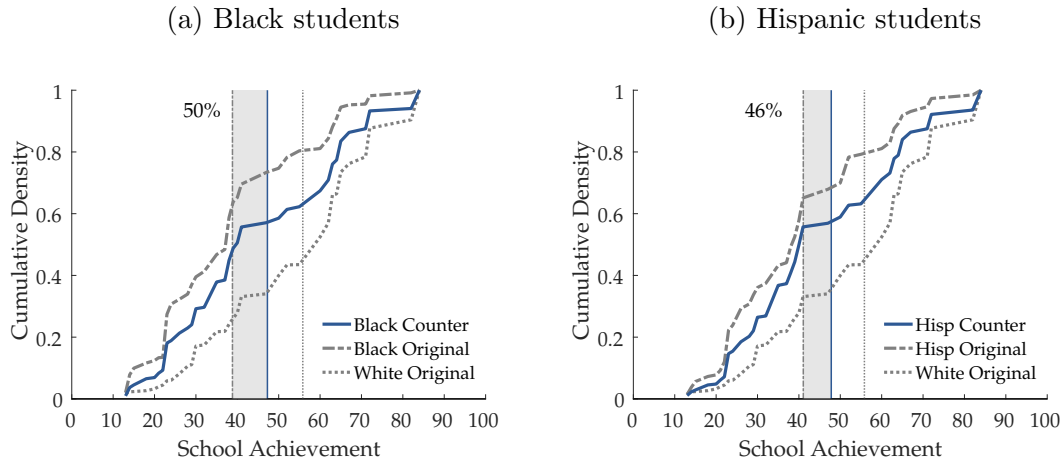 (a) Black students
(b) Hispanic students
1
0.8
0.6
0.4
0.2
0
Cumulative Density
50%
Black Counter
Black Original
White Original
0 10 20 30 40 50 60 70 80 90 100
School Achievement
1
0.8
0.6
0.4
0.2
0
Cumulative Density
46%
Hisp Counter
Hisp Original
White Original
0 10 20 30 40 50 60 70 80 90 100
School Achievement